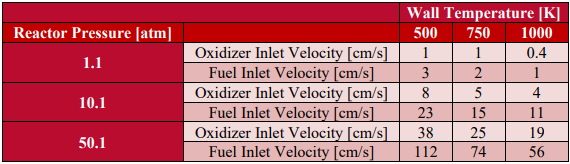 Wall Temperature [K]
Reactor Pressure [atm] 500 750 1000
1.1 Oxidizer Inlet Velocity [cm/s] 1 1 0.4
Fuel Inlet Velocity [cm/s] 3 2 1
10.1 Oxidizer Inlet Velocity [cm/s] 8 5 4
Fuel Inlet Velocity [cm/s] 23 15 11
50.1 Oxidizer Inlet Velocity [cm/s] 38 25 19
Fuel Inlet Velocity [cm/s] 112 74 56